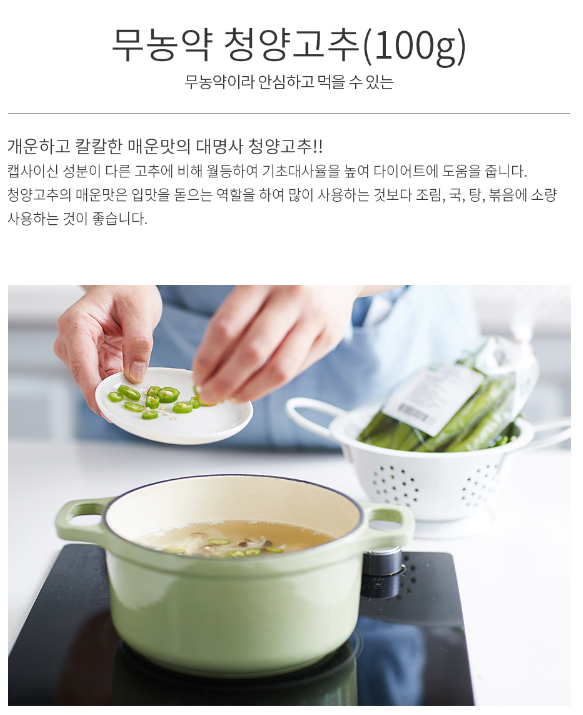 무농약 청양고추(100g)
무농약이라 안심하고 먹을 수 있는
개운하고 칼칼한 매운맛의 대명사 청양고추!!
캡사이신 성분이 다른 고추에 비해 월등하여 기초대사율을 높여 다이어트에 도움을 줍니다.
청양고추의 매운맛은 입맛을 돋으는 역할을 하여 많이 사용하는 것보다 조림, 국, 탕, 볶음에 소량
사용하는 것이 좋습니다.